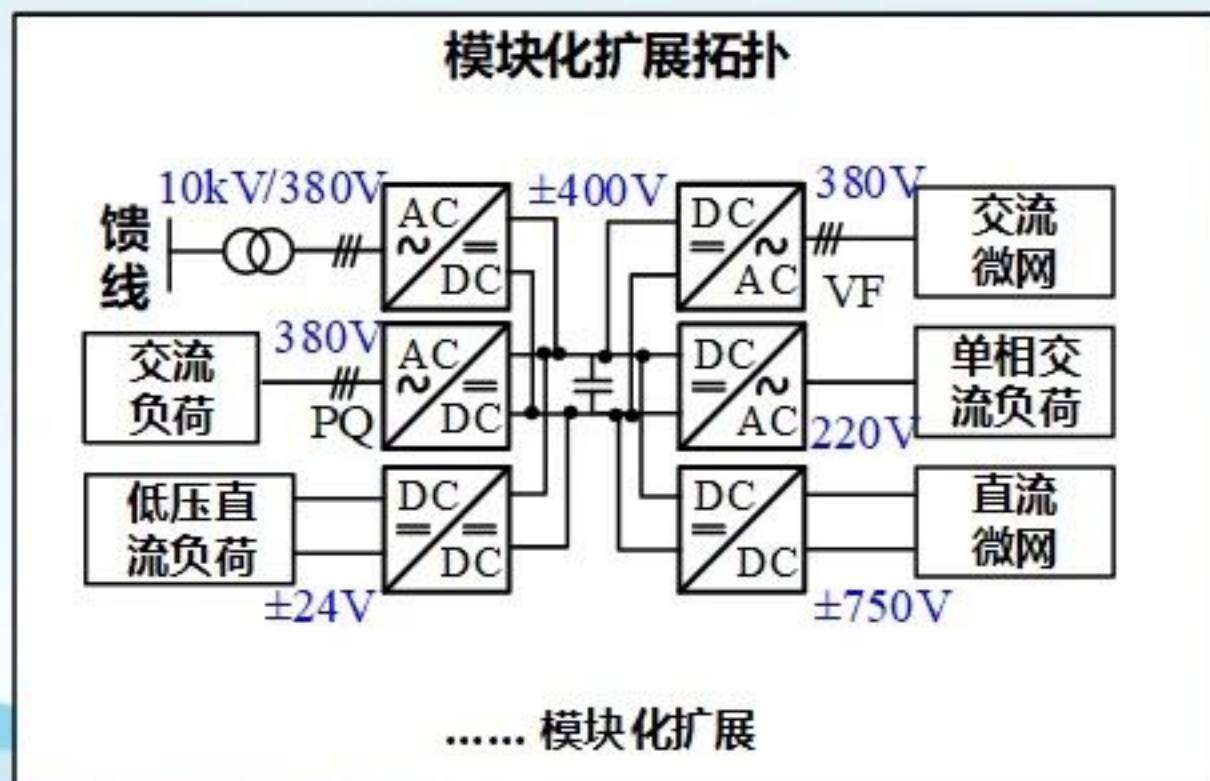 模块化扩展拓扑
10kV/380V
馈
线
AC
DC
±400V
DC
AC
380V
VF
交流
微网
交流
负荷
380V
PQ
AC
DC
DC
AC
220V
单相交
流负荷
低压直
流负荷
±24V
DC
DC
DC
DC
±750V
直流
微网
...... 模块化扩展